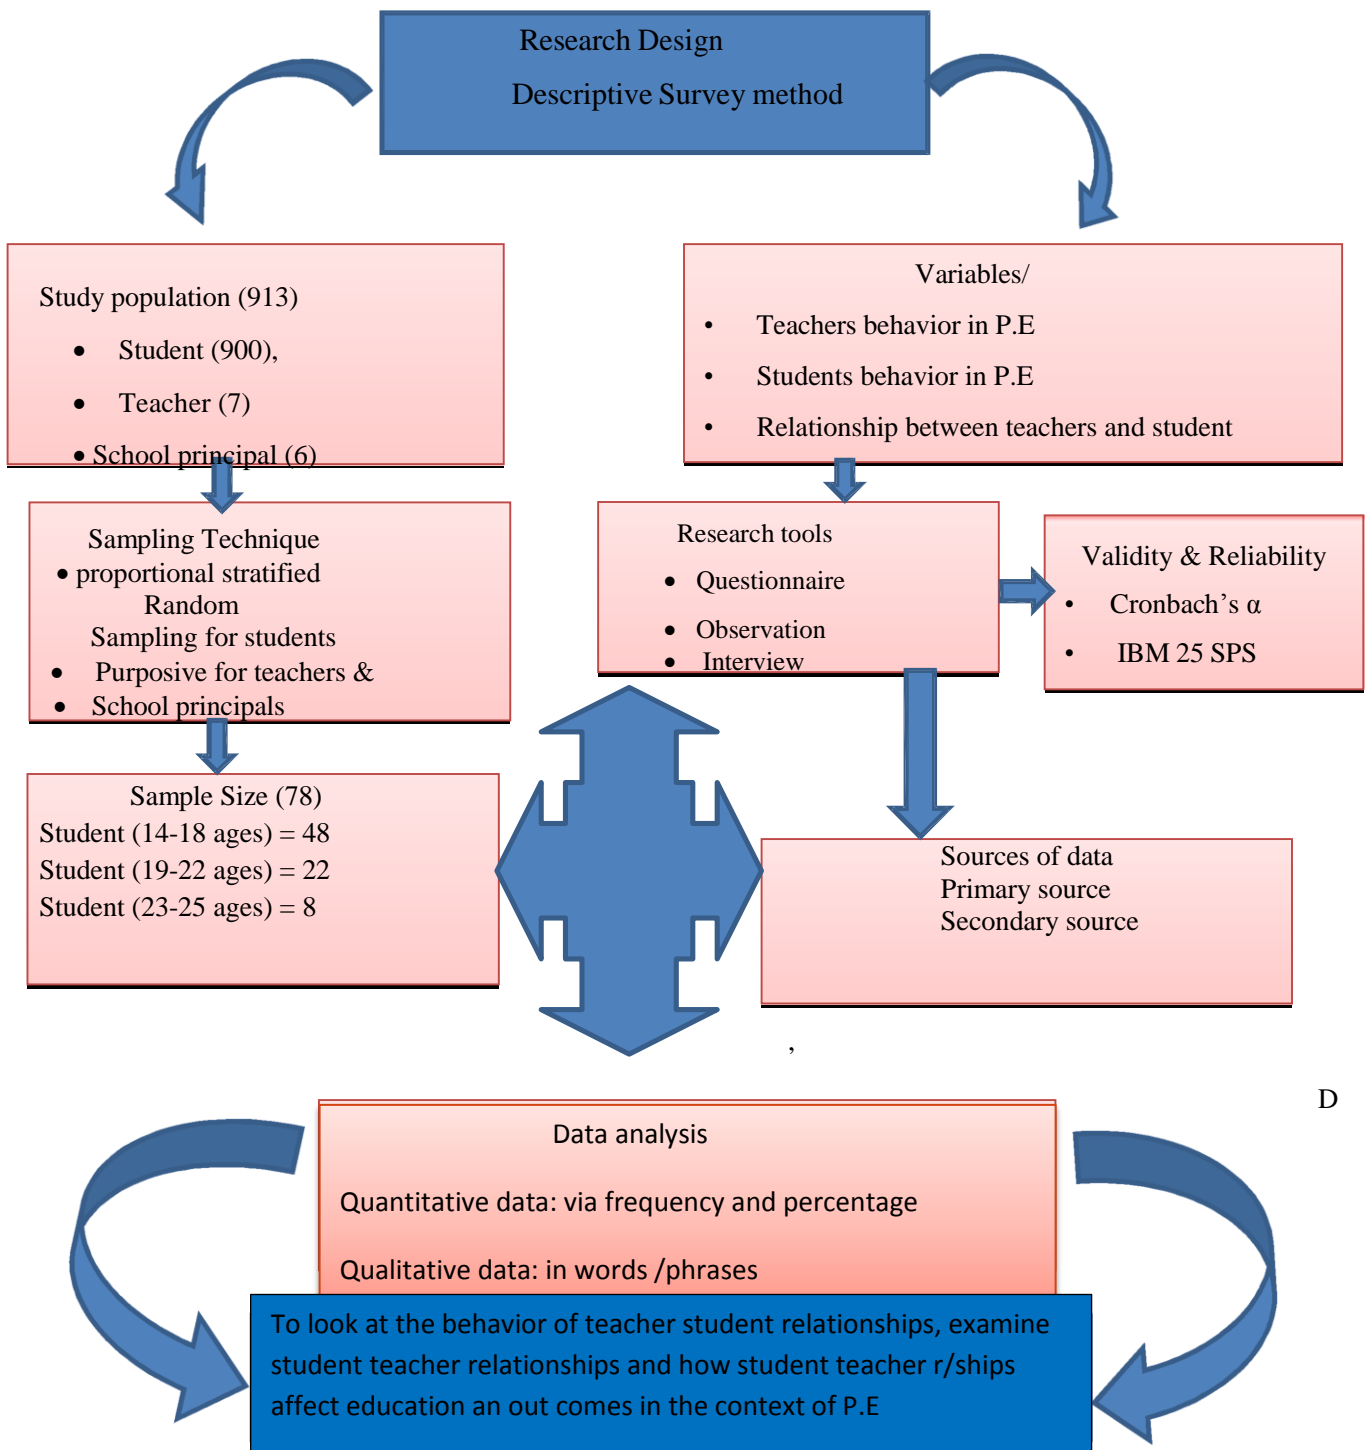 Research Design
Descriptive Survey method
Study population (913)
• Student (900),
• Teacher (7)
• School principal (6)
Variables/
• Teachers behavior in P.E
• Students behavior in P.E
• Relationship between teachers and student
Sampling Technique
• proportional stratified
Random
Sampling for students
• Purposive for teachers &
• School principals
Research tools
• Questionnaire
• Observation
• Interview
Validity & Reliability
• Cronbach’s α
• IBM 25 SPS
Sample Size (78)
Student (14-18 ages) = 48
Student (19-22 ages) = 22
Student (23-25 ages) = 8
Sources of data
Primary source
Secondary source
,
D
Data analysis
Quantitative data: via frequency and percentage
Qualitative data: in words /phrases
To look at the behavior of teacher student relationships, examine
student teacher relationships and how student teacher r/ships
affect education an out comes in the context of P.E